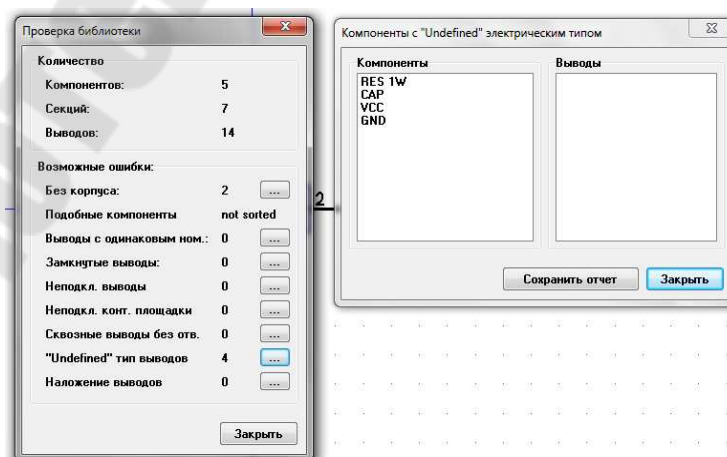 Проверка библиотеки
Количество
Компонентов: 5
Секций: 7
Выводов: 14
Возможные ошибки:
Без корпуса: 2 ...
Подобные компоненты not sorted
Выводы с одинаковым ном.: 0 ...
Замкнутые выводы: 0 ...
Неподкл. выводы 0 ...
Неподкл. конт. площадки 0 ...
Сквозные выводы без отв. 0 ...
"Undefined" тип выводов 4 ...
Наложение выводов 0 ...
Закрыть
2
Компоненты с "Undefined" электрическим типом
Компоненты
RES 1W
CAP
VCC
GND
Выводы
Сохранить отчет
Закрыть